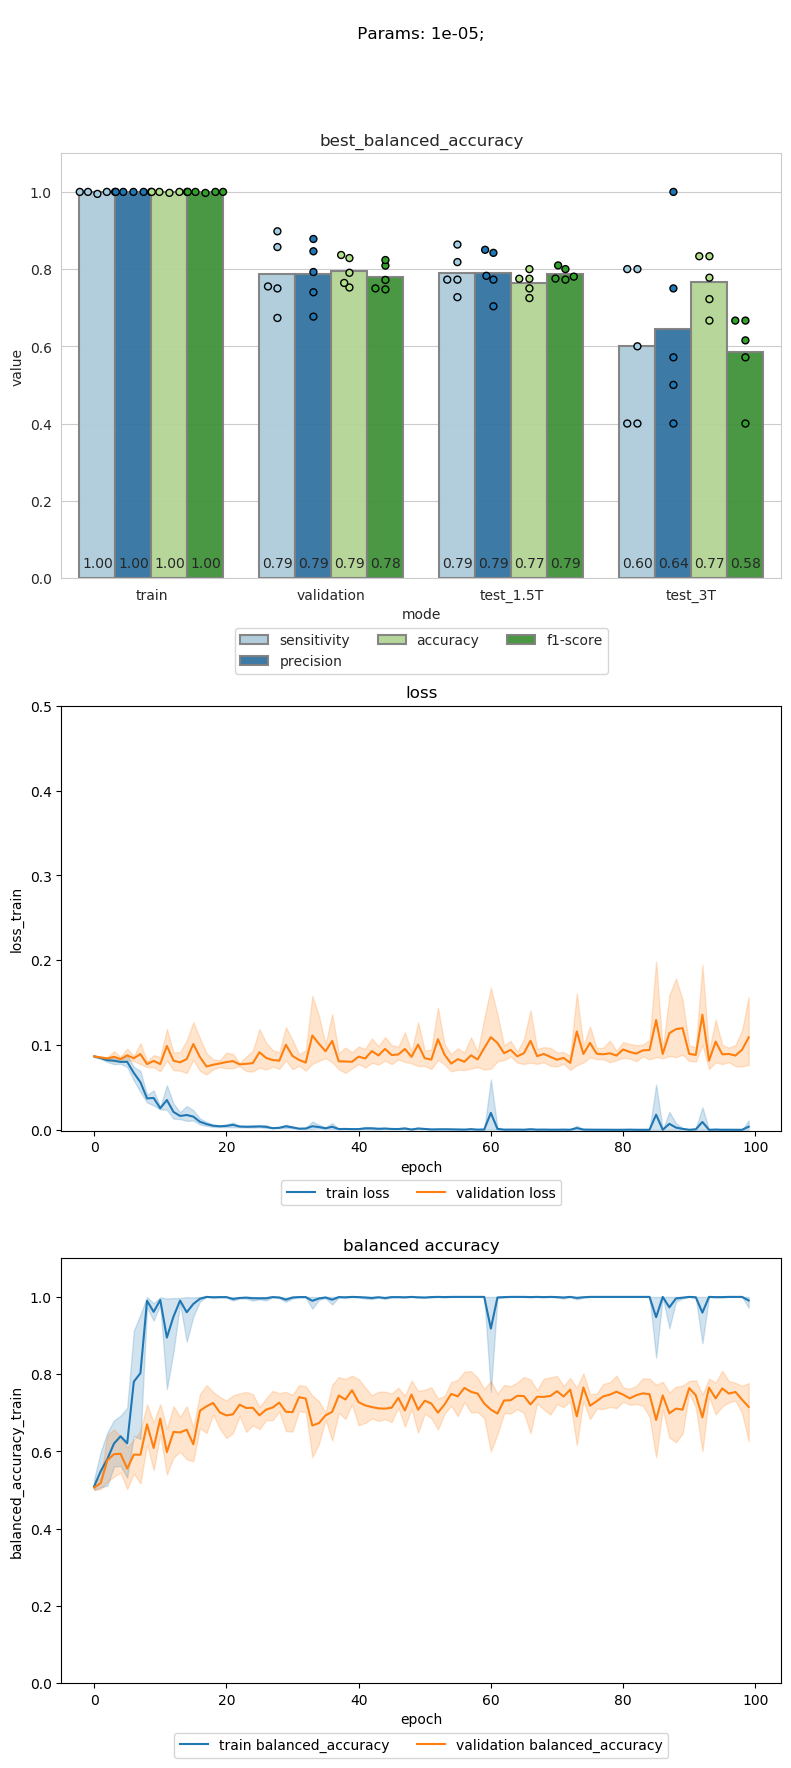 Params: 1e-05;
best_balanced_accuracy
1.0
0.8
0.6
0.4
0.2
0.0
value
1.00 1.00 1.00 1.00 0.79 0.79 0.79 0.78 0.79 0.79 0.77 0.79 0.60 0.64 0.77 0.58
train validation test_1.5T test_3T
mode
sensitivity accuracy f1-score
precision
loss
0.5
0.4
0.3
0.2
0.1
0.0
loss_train
0 20 40 60 80 100
epoch
train loss validation loss
balanced accuracy
1.0
0.8
0.6
0.4
0.2
0.0
balanced_accuracy_train
0 20 40 60 80 100
epoch
train balanced_accuracy validation balanced_accuracy